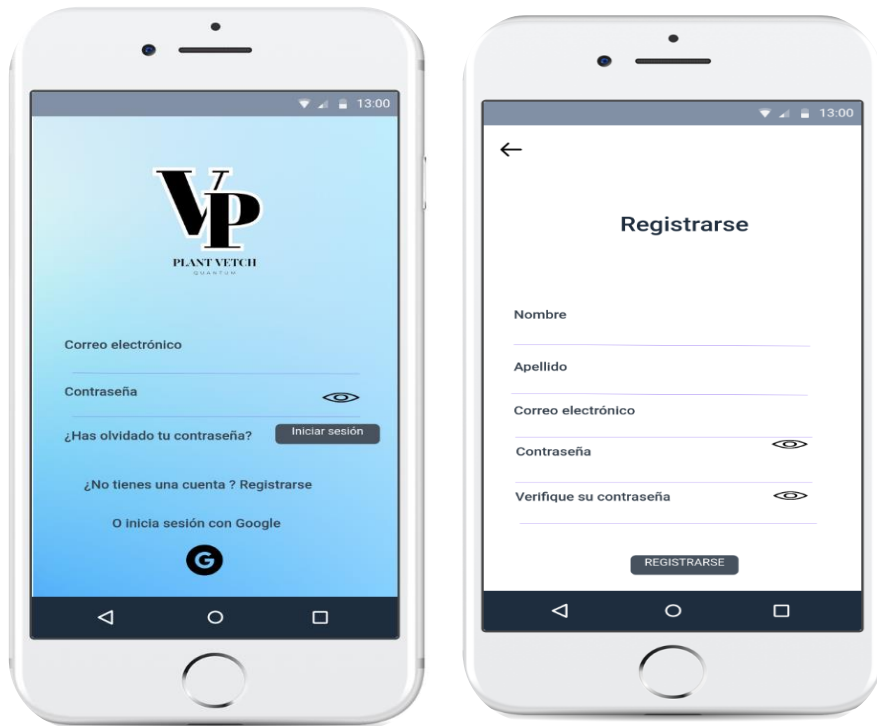 13:00
VP
PLANT VETCH
QUANTUM
Correo electrónico
Contraseña
¿Has olvidado tu contraseña? Iniciar sesión
¿No tienes una cuenta ? Registrarse
O inicia sesión con Google
G
13:00
Registrarse
Nombre
Apellido
Correo electrónico
Contraseña
Verifique su contraseña
REGISTRARSE